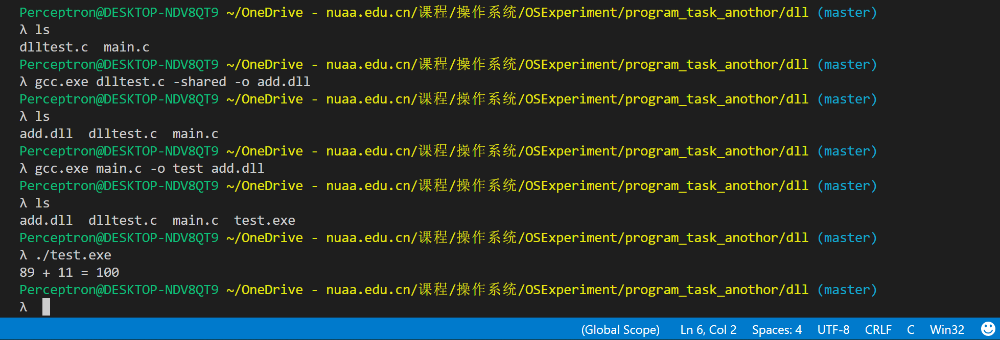 Perceptron@DESKTOP-NDV8QT9 ~/OneDrive - nuaa.edu.cn/课程/操作系统/OSExperiment/program_task_anothor/dll (master)
λ ls
dlltest.c  main.c
Perceptron@DESKTOP-NDV8QT9 ~/OneDrive - nuaa.edu.cn/课程/操作系统/OSExperiment/program_task_anothor/dll (master)
λ gcc.exe dlltest.c -shared -o add.dll
Perceptron@DESKTOP-NDV8QT9 ~/OneDrive - nuaa.edu.cn/课程/操作系统/OSExperiment/program_task_anothor/dll (master)
λ ls
add.dll  dlltest.c  main.c
Perceptron@DESKTOP-NDV8QT9 ~/OneDrive - nuaa.edu.cn/课程/操作系统/OSExperiment/program_task_anothor/dll (master)
λ gcc.exe main.c -o test add.dll
Perceptron@DESKTOP-NDV8QT9 ~/OneDrive - nuaa.edu.cn/课程/操作系统/OSExperiment/program_task_anothor/dll (master)
λ ls
add.dll  dlltest.c  main.c  test.exe
Perceptron@DESKTOP-NDV8QT9 ~/OneDrive - nuaa.edu.cn/课程/操作系统/OSExperiment/program_task_anothor/dll (master)
λ ./test.exe
89 + 11 = 100
Perceptron@DESKTOP-NDV8QT9 ~/OneDrive - nuaa.edu.cn/课程/操作系统/OSExperiment/program_task_anothor/dll (master)
λ
(Global Scope)  Ln 6, Col 2  Spaces: 4  UTF-8  CRLF  C  Win32